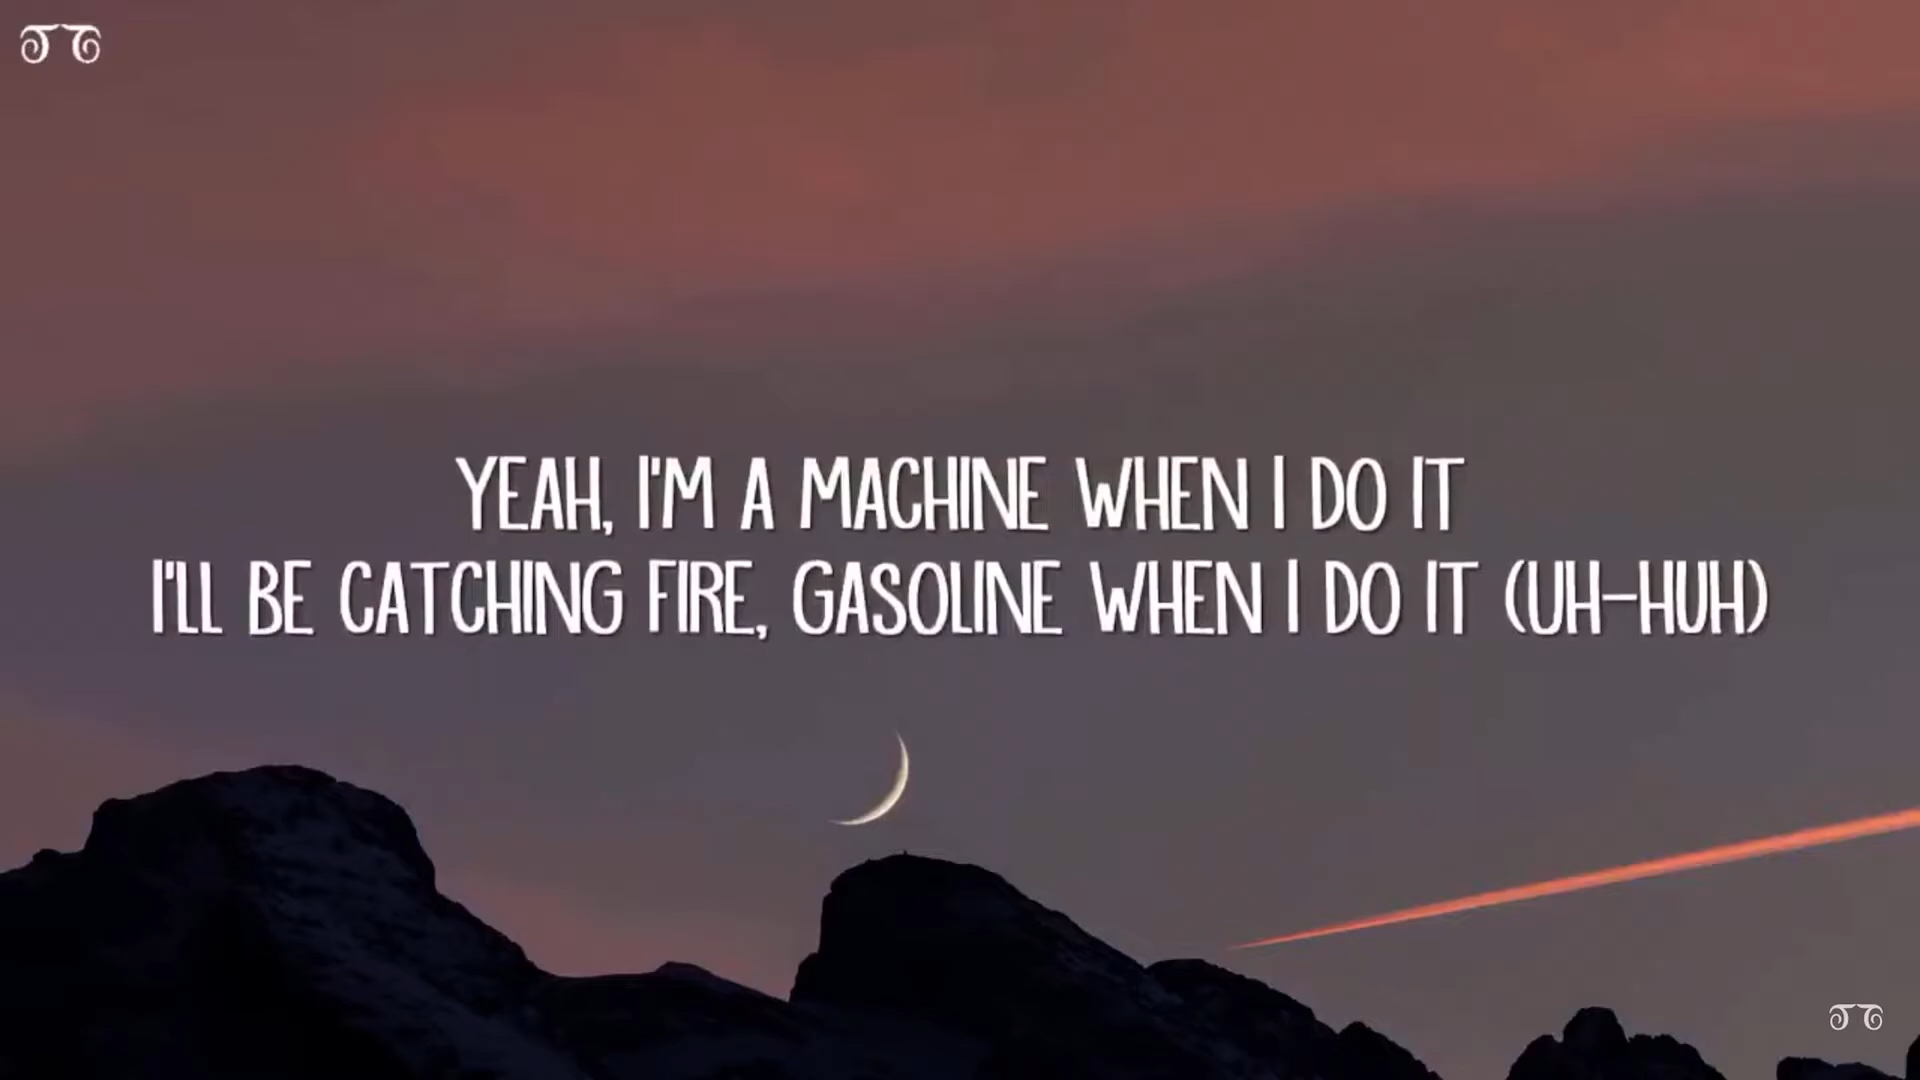 YEAH, I'M A MACHINE WHEN I DO IT
I'LL BE CATCHING FIRE, GASOLINE WHEN I DO IT (UH-HUH)